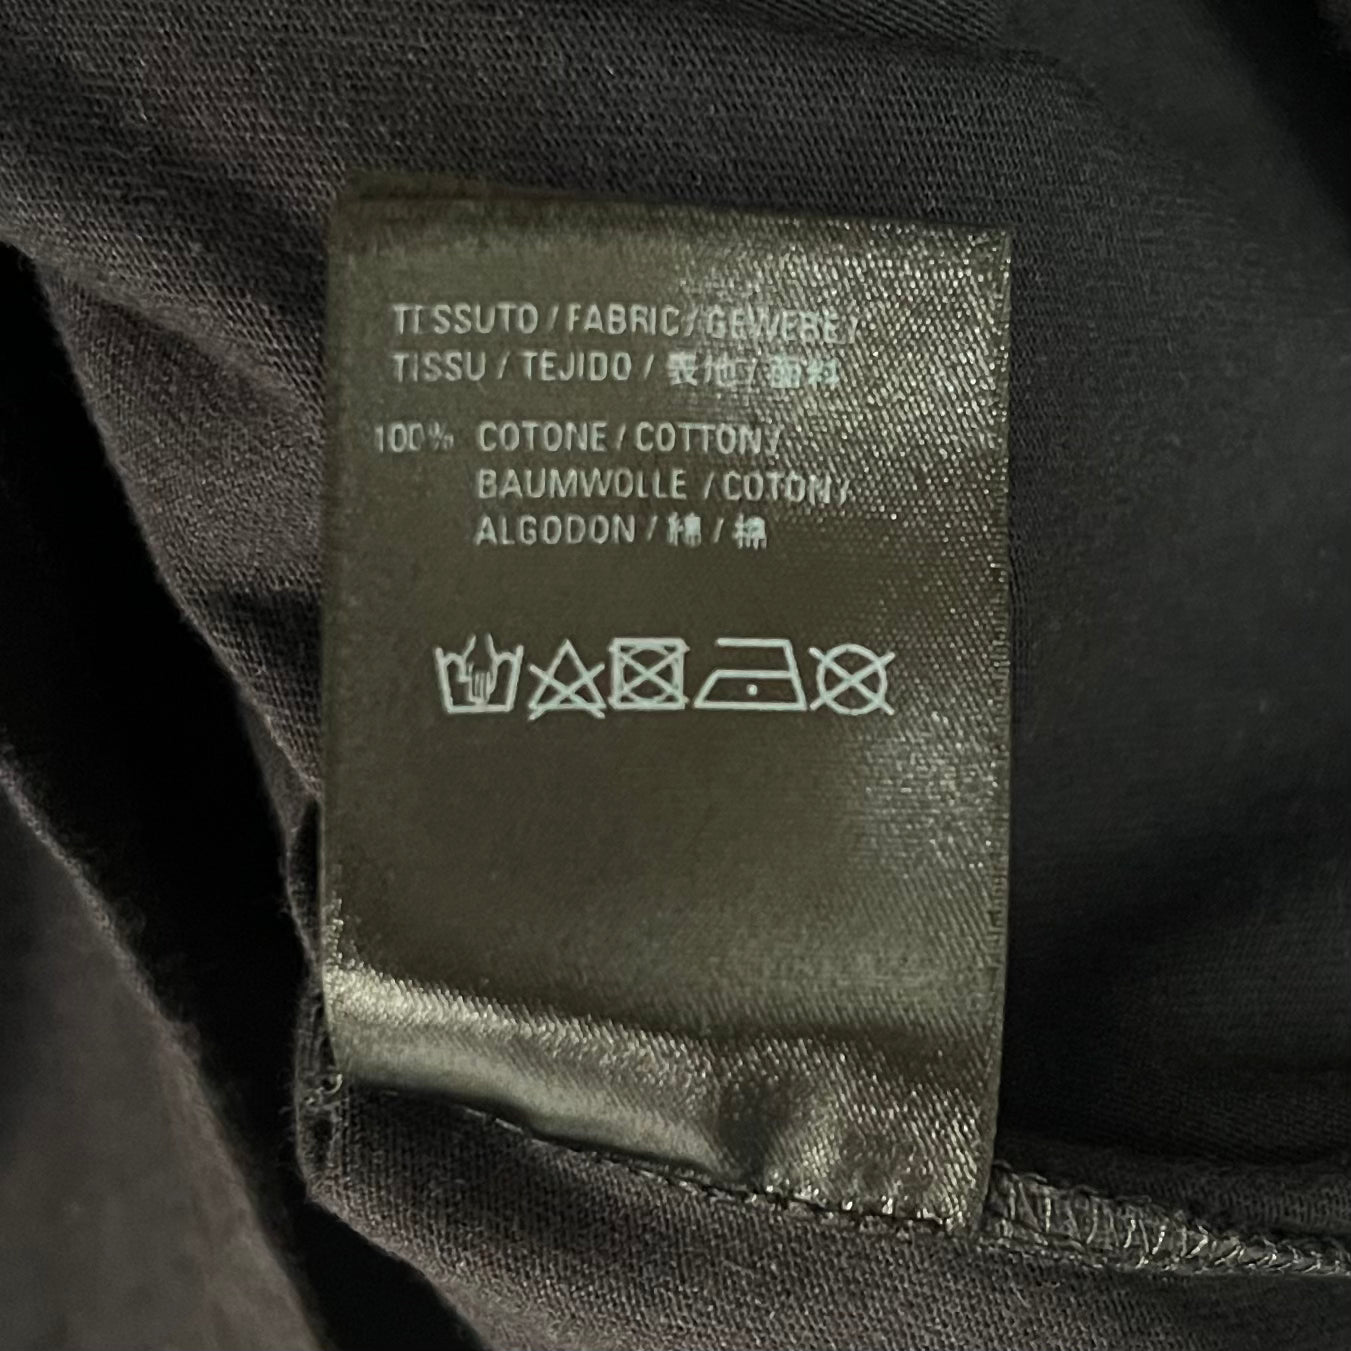 TESSUTO / FABRIC / GEWEBE /
TISSU / TEJIDO / 表地 / 面料
100% COTONE / COTTON /
BAUMWOLLE / COTON /
ALGODON / 綿 / 棉